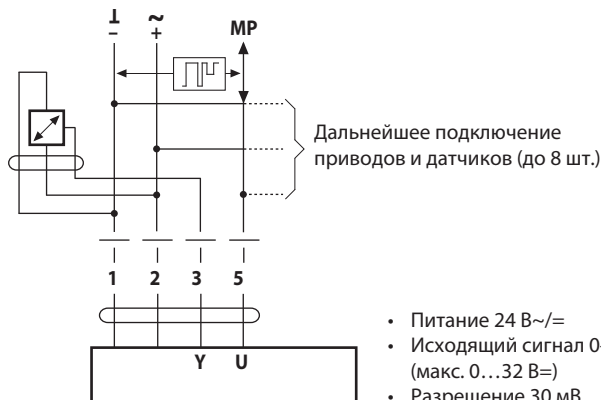 ⊥ ~
– + MP
Дальнейшее подключение
приводов и датчиков (до 8 шт.)
1 2 3 5
Y U
• Питание 24 В~/=
• Исходящий сигнал 0
(макс. 0…32 В=)
• Разрешение 30 мВ